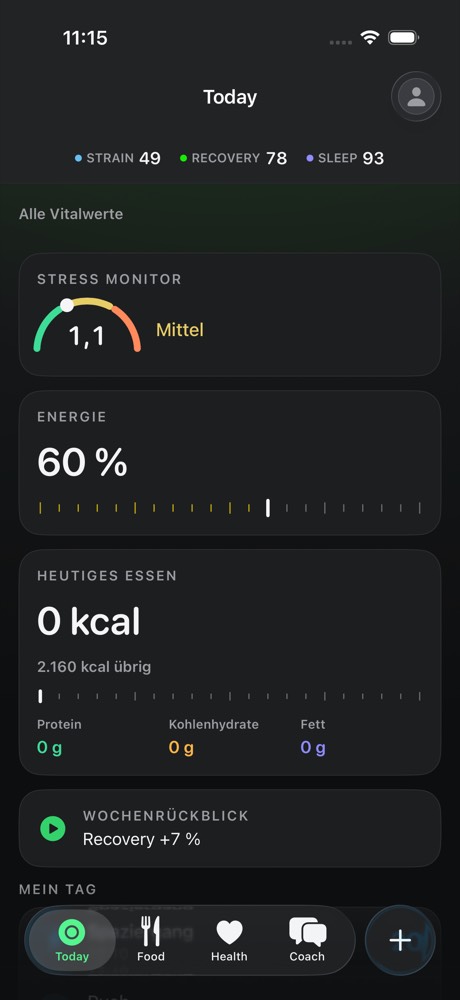 11:15
Today
STRAIN 49 RECOVERY 78 SLEEP 93
Alle Vitalwerte
STRESS MONITOR
1,1 Mittel
ENERGIE
60 %
HEUTIGES ESSEN
0 kcal
2.160 kcal übrig
Protein Kohlenhydrate Fett
0 g 0 g 0 g
WOCHENRÜCKBLICK
Recovery +7 %
MEIN TAG
Today Food Health Coach